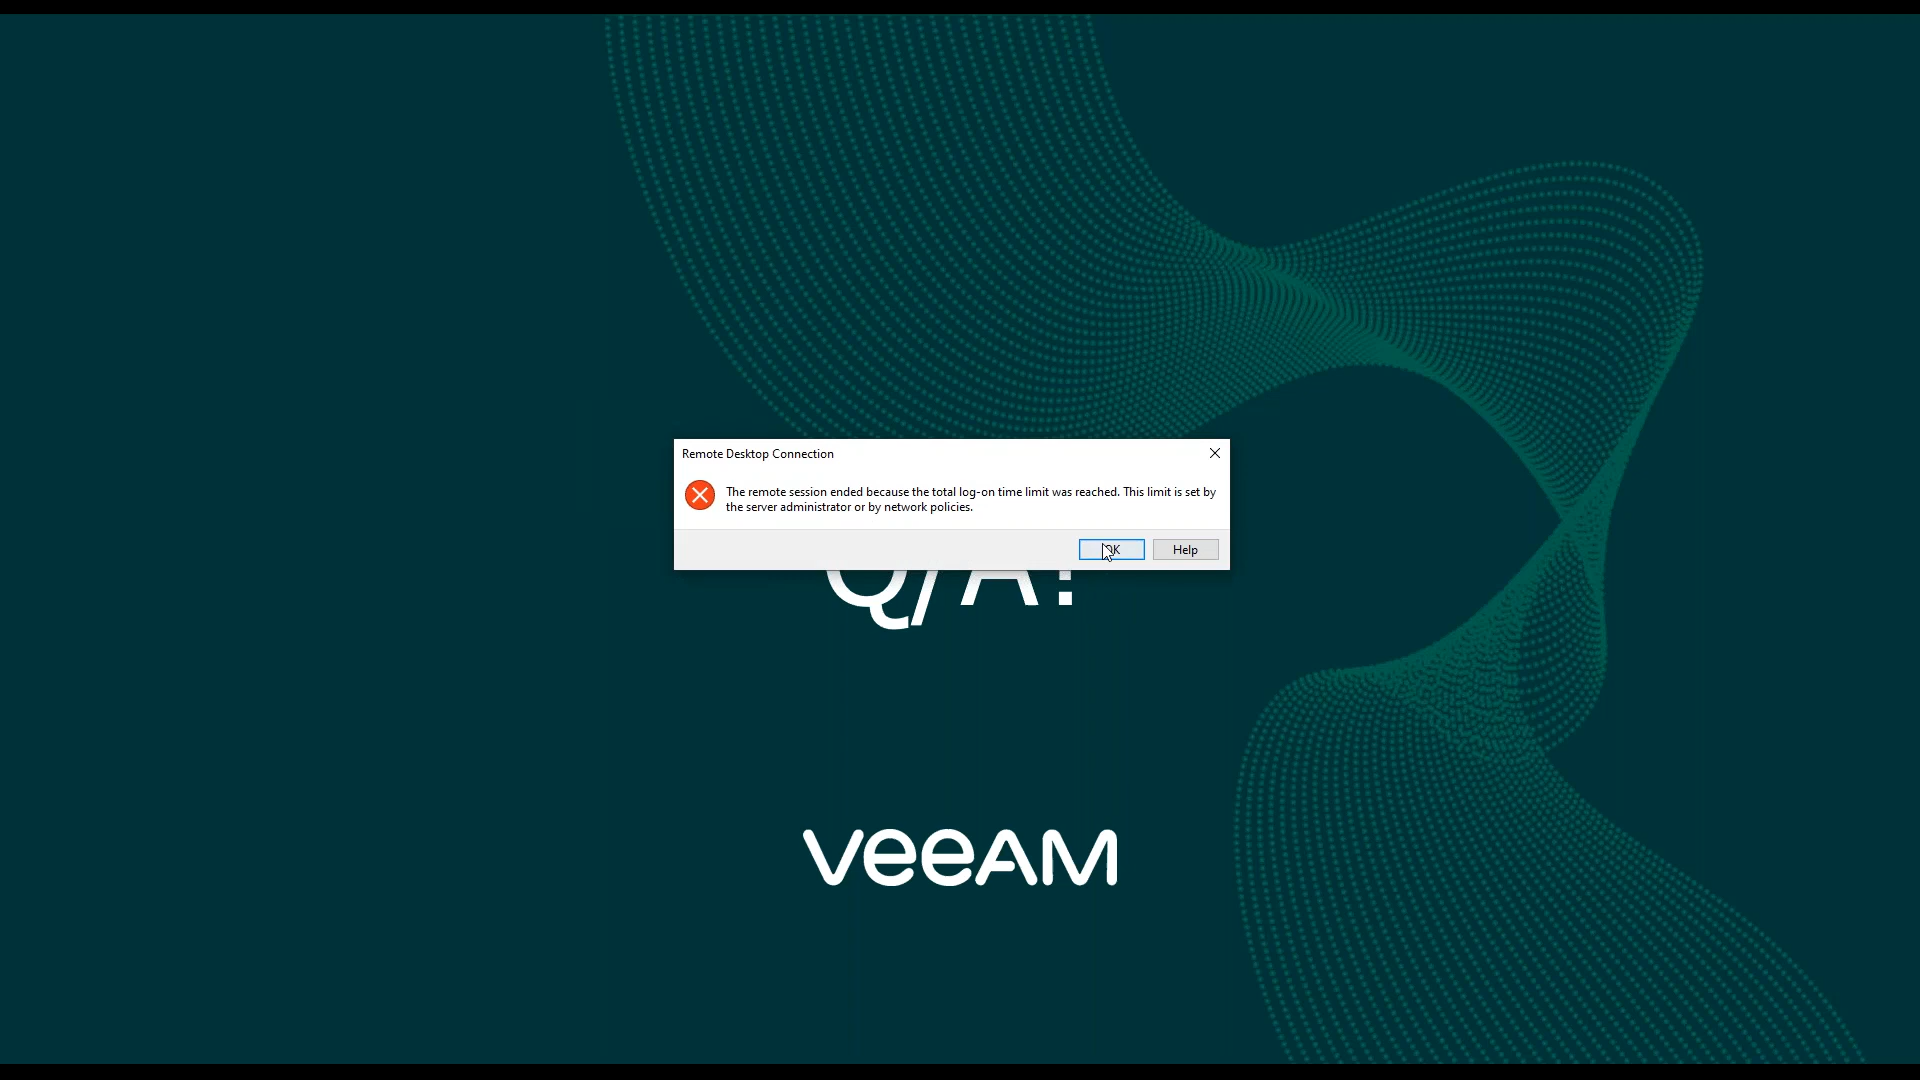 Remote Desktop Connection
The remote session ended because the total log-on time limit was reached. This limit is set by
the server administrator or by network policies.
OK Help
Q/A?
veeAM